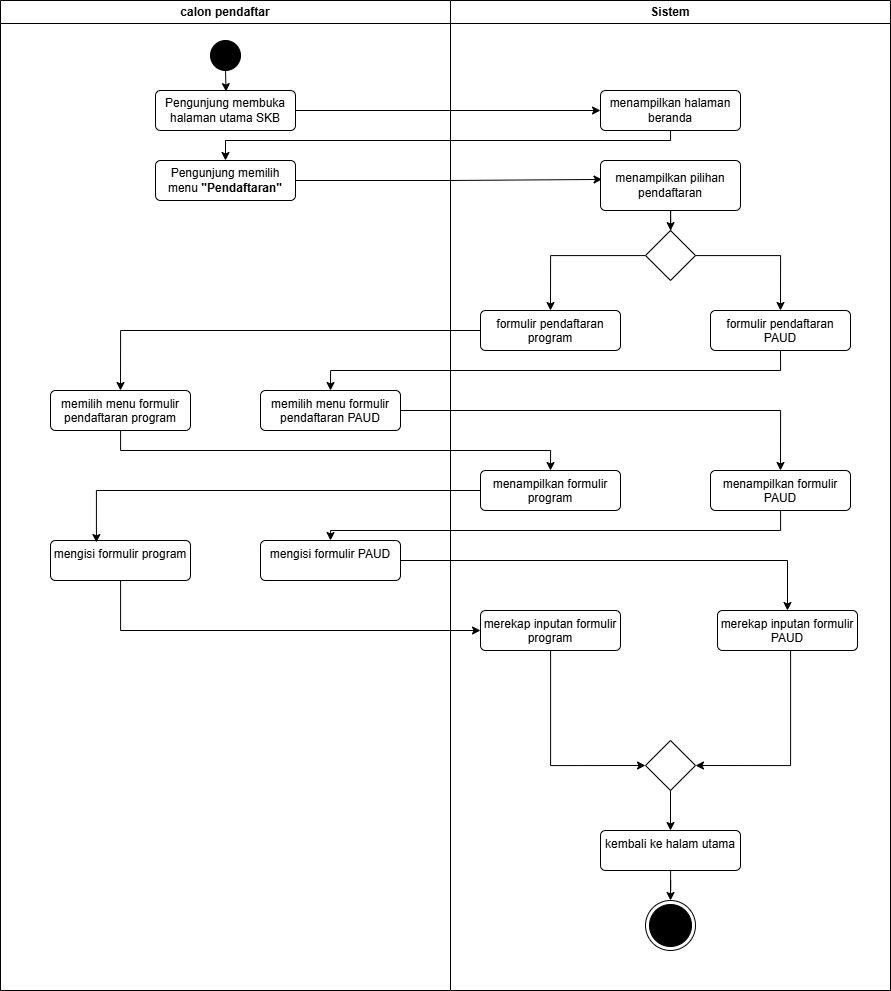 calon pendaftar
Sistem
Pengunjung membuka
halaman utama SKB
menampilkan halaman
beranda
Pengunjung memilih
menu "Pendaftaran"
menampilkan pilihan
pendaftaran
formulir pendaftaran
program
formulir pendaftaran
PAUD
memilih menu formulir
pendaftaran program
memilih menu formulir
pendaftaran PAUD
menampilkan formulir
program
menampilkan formulir
PAUD
mengisi formulir program
mengisi formulir PAUD
merekap inputan formulir
program
merekap inputan formulir
PAUD
kembali ke halam utama